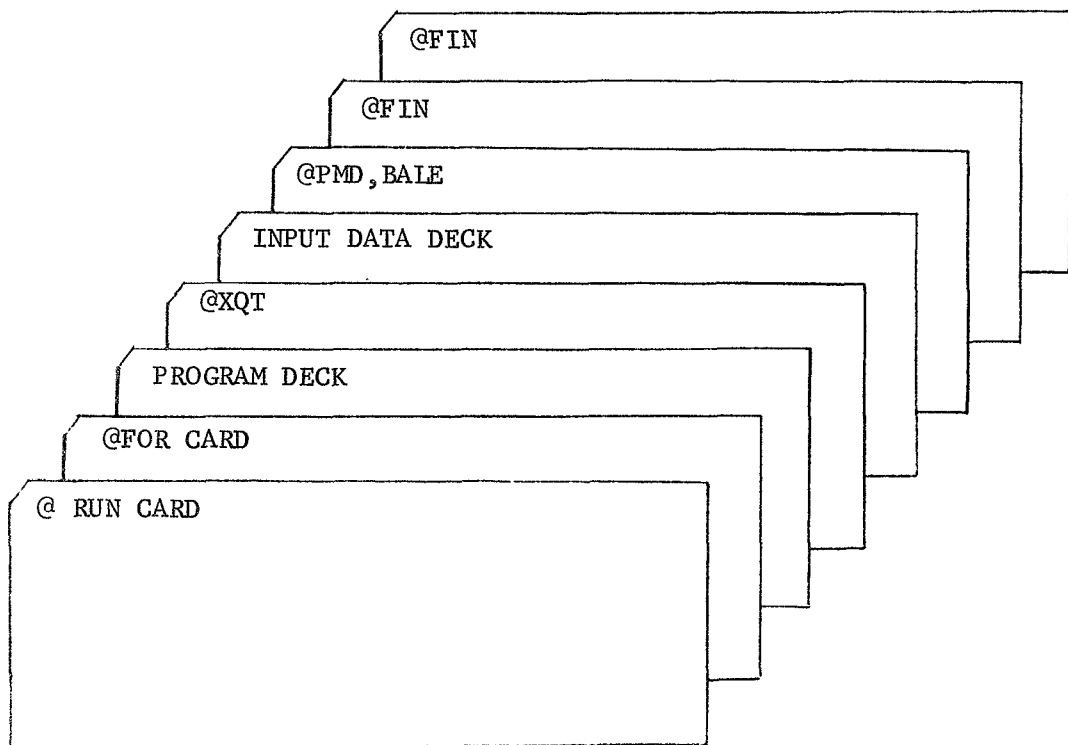 @FIN
@FIN
@PMD,BALE
INPUT DATA DECK
@XQT
PROGRAM DECK
@FOR CARD
@ RUN CARD